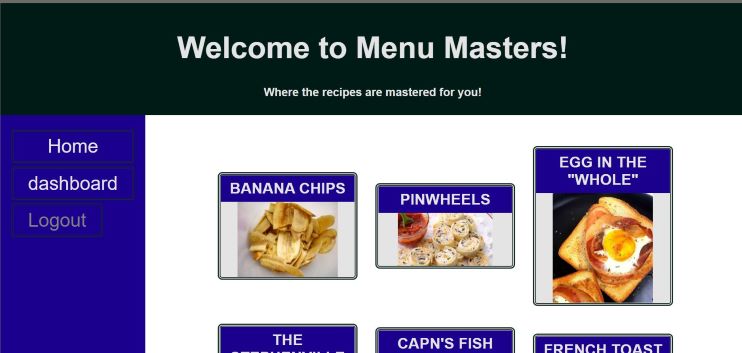 Welcome to Menu Masters!
Where the recipes are mastered for you!
Home
dashboard
Logout
BANANA CHIPS
PINWHEELS
EGG IN THE
"WHOLE"
THE
STEPHENVILLE
CAPN'S FISH
FRENCH TOAST